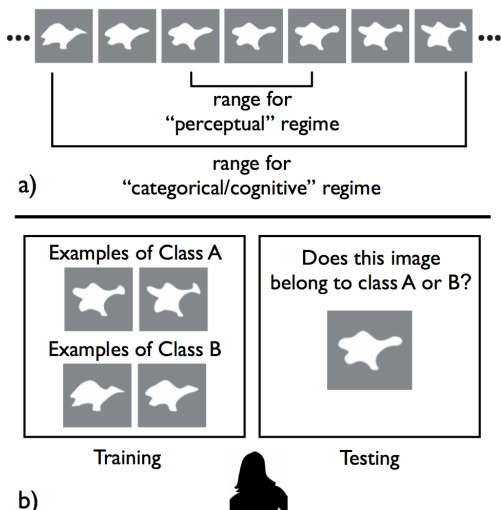 ••• •••
range for
“perceptual” regime
range for
“categorical/cognitive” regime
a)
Examples of Class A
Examples of Class B
Training
Does this image
belong to class A or B?
Testing
b)